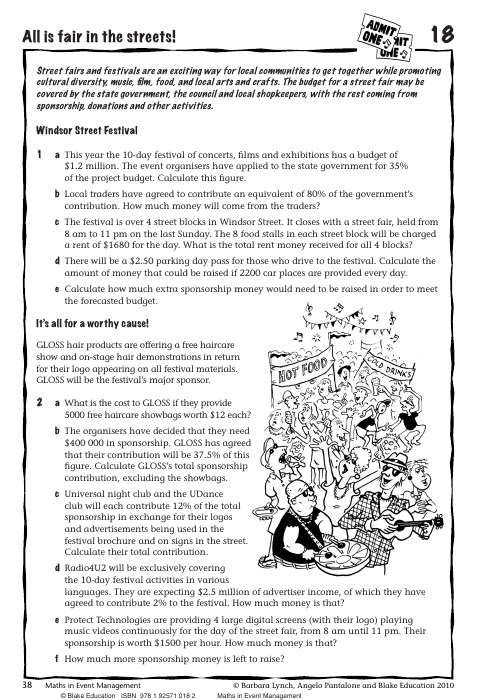 All is fair in the streets!
ADMIT
ONE
MIT
ONE
18
Street fairs and festivals are an exciting way for local communities to get together while promoting
cultural diversity, music, film, food, and local arts and crafts. The budget for a street fair may be
covered by the state government, the council and local shopkeepers, with the rest coming from
sponsorship, donations and other activities.
Windsor Street Festival
1 a This year the 10-day festival of concerts, films and exhibitions has a budget of
$1.2 million. The event organisers have applied to the state government for 35%
of the project budget. Calculate this figure.
b Local traders have agreed to contribute an equivalent of 80% of the government's
contribution. How much money will come from the traders?
c The festival is over 4 street blocks in Windsor Street. It closes with a street fair, held from
8 am to 11 pm on the last Sunday. The 8 food stalls in each street block will be charged
a rent of $1680 for the day. What is the total rent money received for all 4 blocks?
d There will be a $2.50 parking day pass for those who drive to the festival. Calculate the
amount of money that could be raised if 2200 car places are provided every day.
e Calculate how much extra sponsorship money would need to be raised in order to meet
the forecasted budget.
It's all for a worthy cause!
GLOSS hair products are offering a free haircare
show and on-stage hair demonstrations in return
for their logo appearing on all festival materials.
GLOSS will be the festival's major sponsor.
HOT FOOD
COLD DRINKS
2 a What is the cost to GLOSS if they provide
5000 free haircare showbags worth $12 each?
b The organisers have decided that they need
$400 000 in sponsorship. GLOSS has agreed
that their contribution will be 37.5% of this
figure. Calculate GLOSS's total sponsorship
contribution, excluding the showbags.
c Universal night club and the UDance
club will each contribute 12% of the total
sponsorship in exchange for their logos
and advertisements being used in the
festival brochure and on signs in the street.
Calculate their total contribution.
d Radio4U2 will be exclusively covering
the 10-day festival activities in various
languages. They are expecting $2.5 million of advertiser income, of which they have
agreed to contribute 2% to the festival. How much money is that?
e Protect Technologies are providing 4 large digital screens (with their logo) playing
music videos continuously for the day of the street fair, from 8 am until 11 pm. Their
sponsorship is worth $1500 per hour. How much money is that?
f How much more sponsorship money is left to raise?
38 Maths in Event Management © Barbara Lynch, Angelo Pantalone and Blake Education 2010
© Blake Education ISBN 978 1 92571 018 2 Maths in Event Management